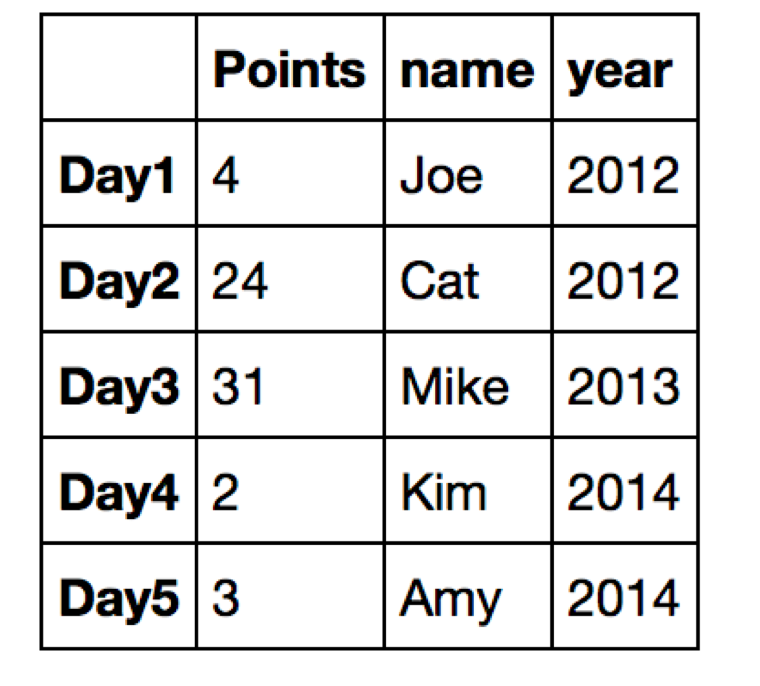 Points name year
Day1 4 Joe 2012
Day2 24 Cat 2012
Day3 31 Mike 2013
Day4 2 Kim 2014
Day5 3 Amy 2014